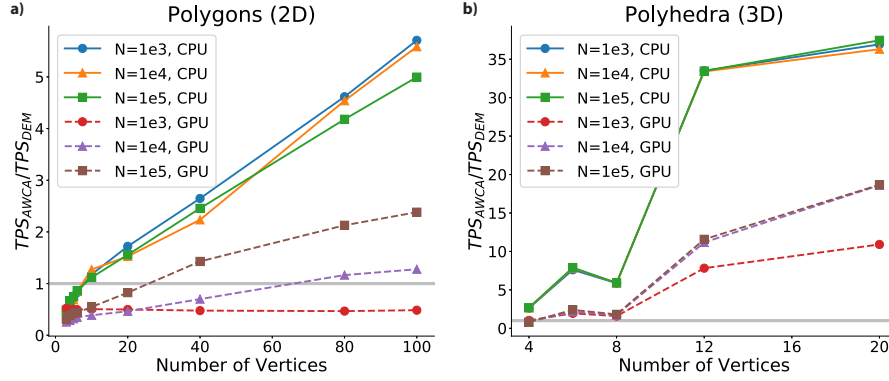 a)
Polygons (2D)
TPS_AWCA/TPS_DEM
5
4
3
2
1
0
N=1e3, CPU
N=1e4, CPU
N=1e5, CPU
N=1e3, GPU
N=1e4, GPU
N=1e5, GPU
0 20 40 60 80 100
Number of Vertices
b)
Polyhedra (3D)
TPS_AWCA/TPS_DEM
35
30
25
20
15
10
5
0
N=1e3, CPU
N=1e4, CPU
N=1e5, CPU
N=1e3, GPU
N=1e4, GPU
N=1e5, GPU
4 8 12 16 20
Number of Vertices